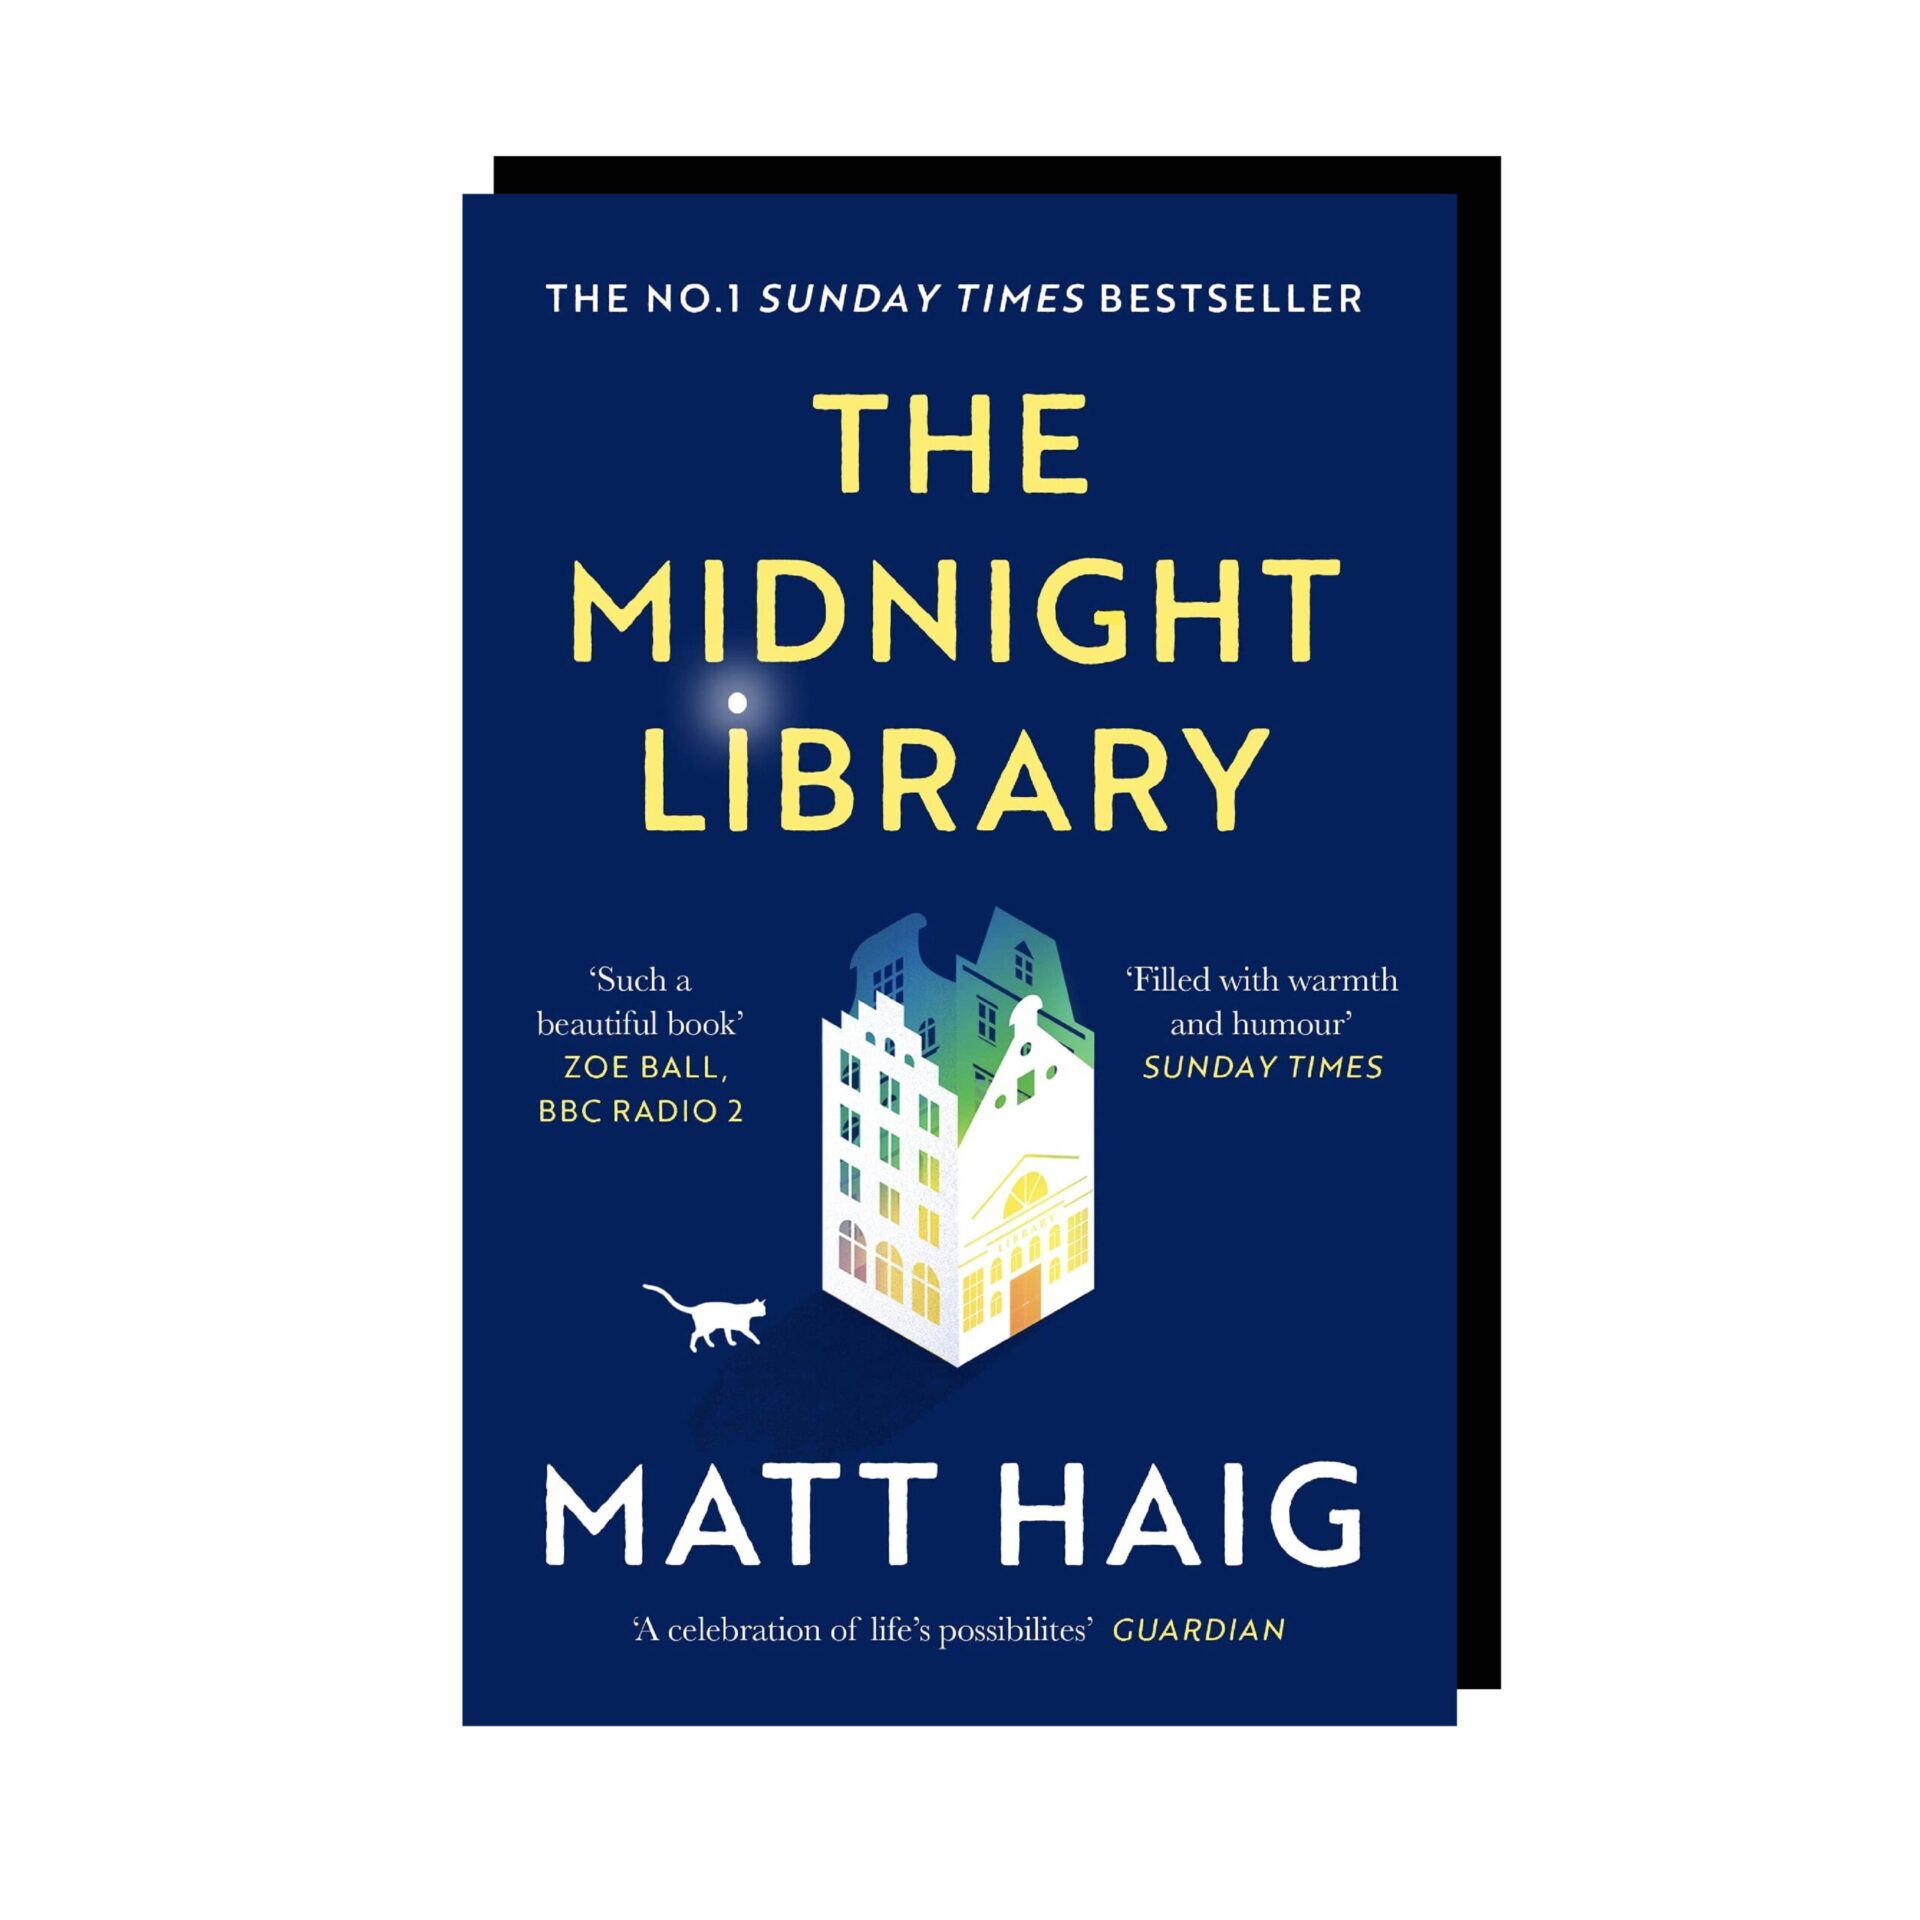 THE NO.1 SUNDAY TIMES BESTSELLER
THE
MIDNIGHT
LiBRARY
‘Such a
beautiful book’
ZOE BALL,
BBC RADIO 2
‘Filled with warmth
and humour’
SUNDAY TIMES
LIBRARY
MATT HAIG
‘A celebration of life’s possibilites’ GUARDIAN